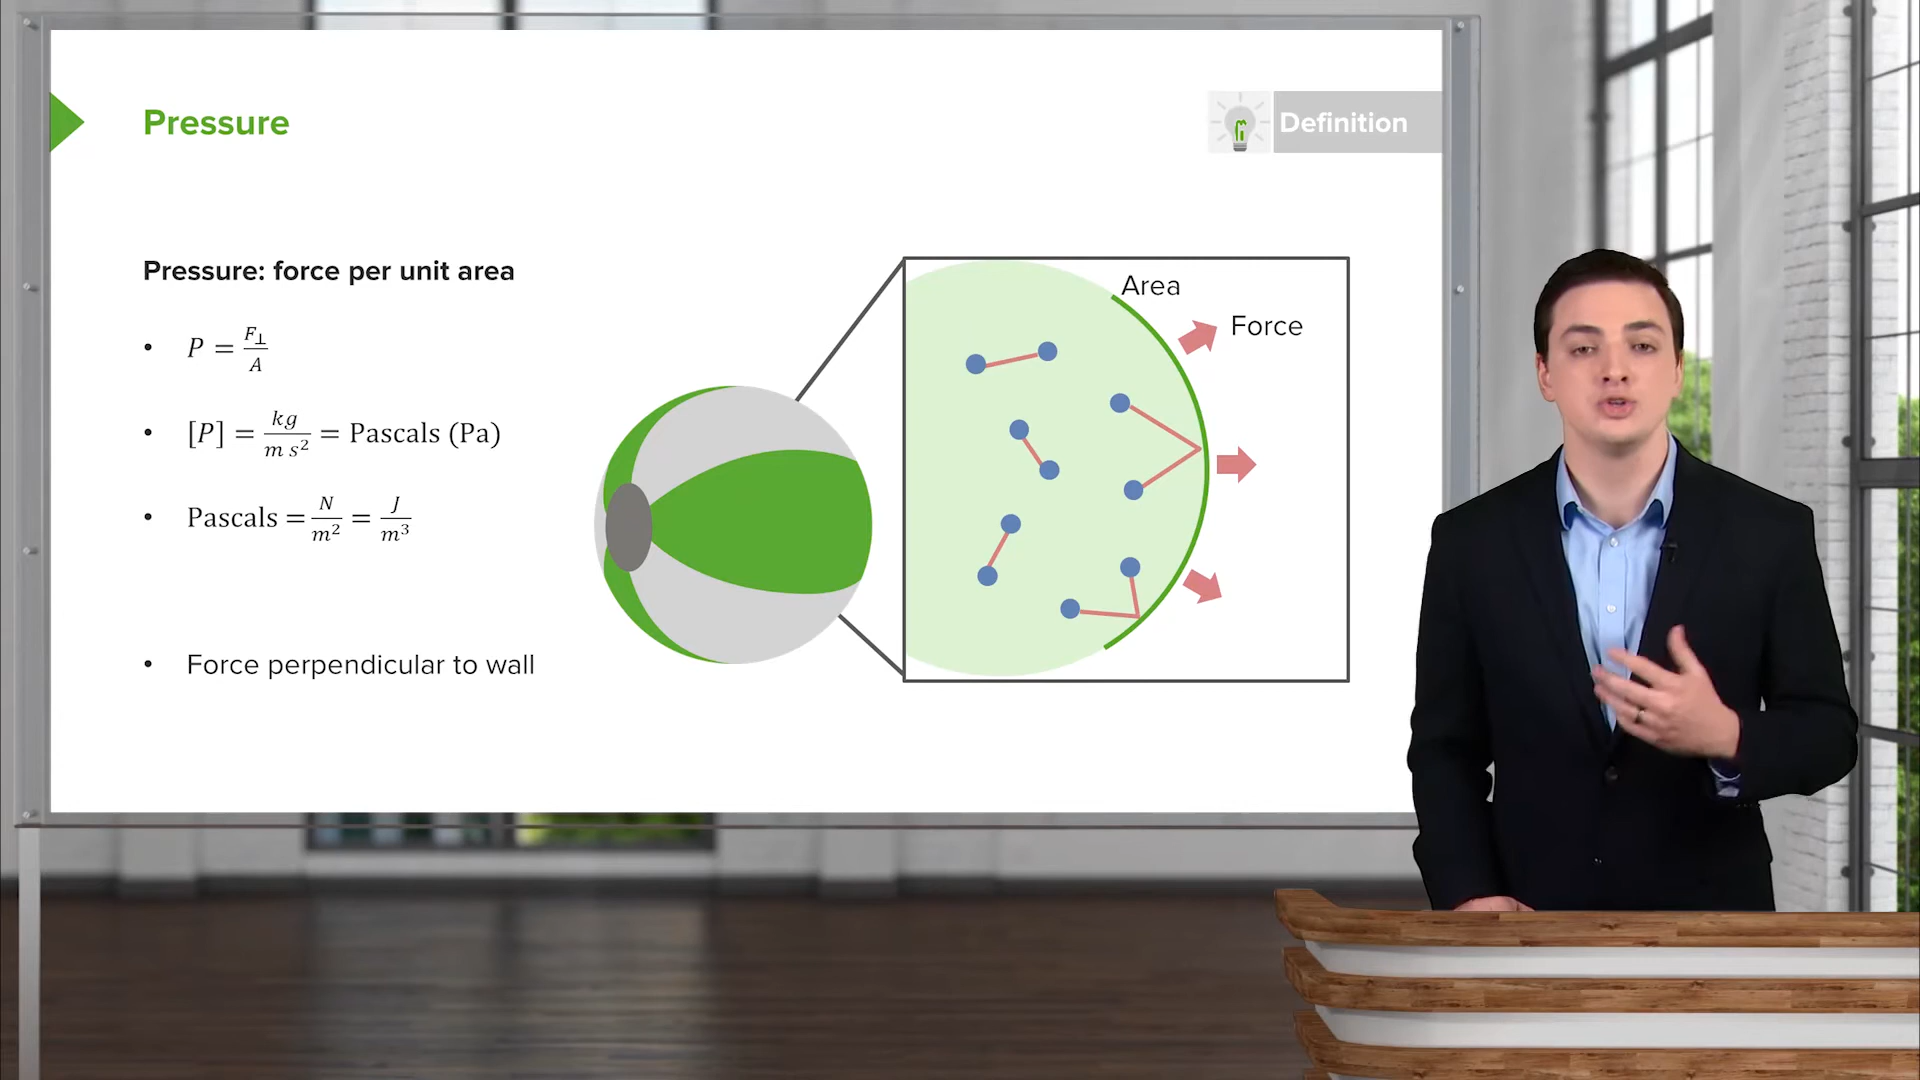 Pressure
Definition
Pressure: force per unit area
• P = F⊥/A
• [P] = kg/(m s²) = Pascals (Pa)
• Pascals = N/m² = J/m³
• Force perpendicular to wall
Area
Force